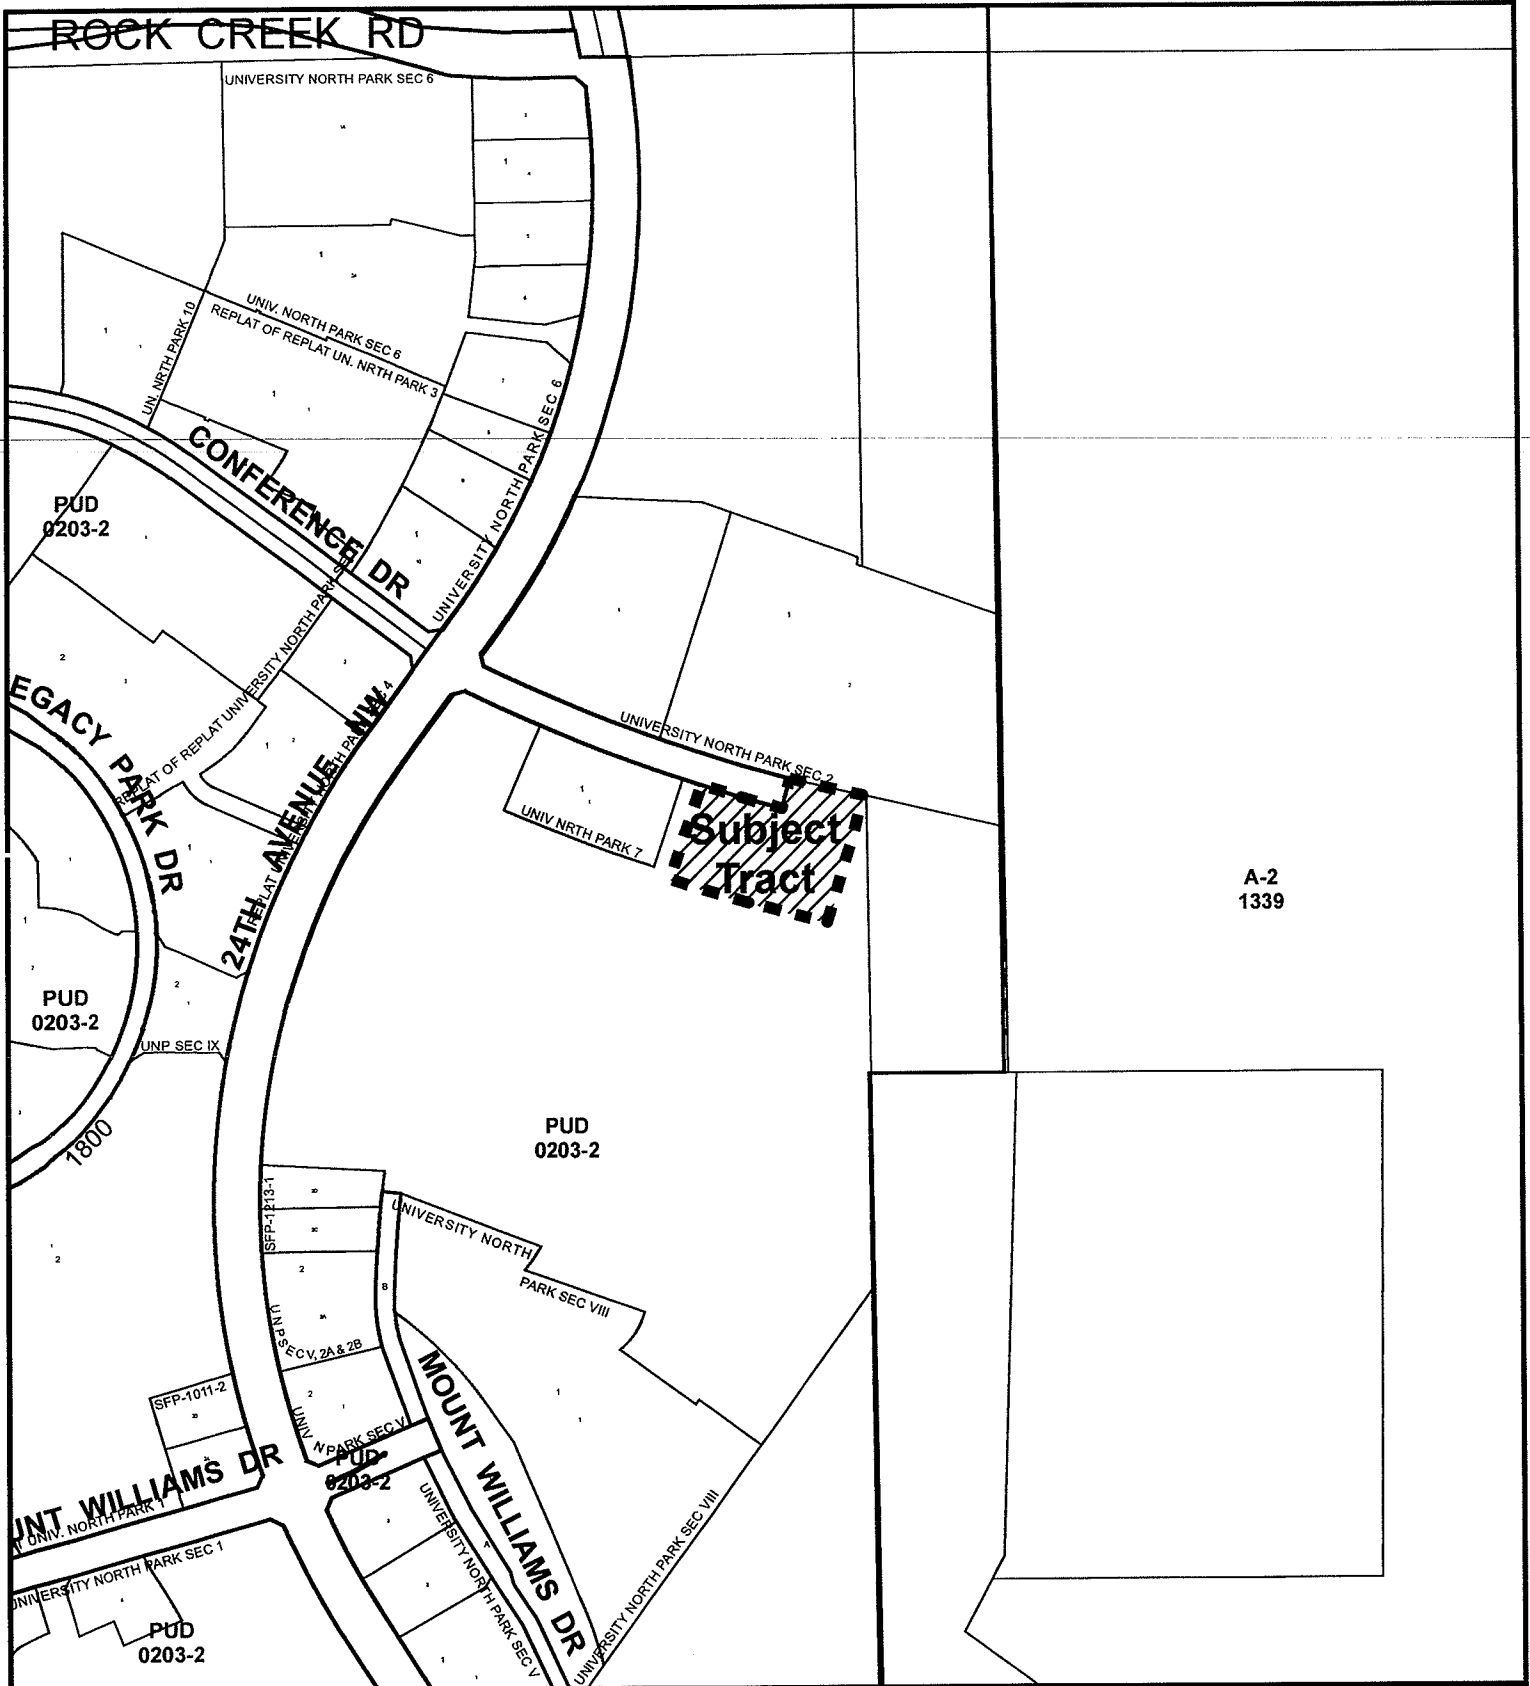 ROCK CREEK RD
UNIVERSITY NORTH PARK SEC 6
UNIV. NORTH PARK SEC 6
REPLAT OF REPLAT UN. NRTH PARK 3
UN. NRTH PARK 10
UNIVERSITY NORTH PARK SEC 6
CONFERENCE DR
PUD
0203-2
EGACY PARK DR
REPLAT OF REPLAT UNIVERSITY NORTH PARK
24TH AVENUE NW
UNIVERSITY NORTH PARK SEC 2
UNIV NRTH PARK 7
Subject
Tract
A-2
1339
PUD
0203-2
UNP SEC IX
1800
PUD
0203-2
SFP-1213-1
UNIVERSITY NORTH
PARK SEC VIII
B
UNP SEC V, 2A & 2B
SFP-1011-2
UNIV N PARK SEC V
PUD
0203-2
MOUNT WILLIAMS DR
UNT WILLIAMS DR
UNIV. NORTH PARK 1
UNIVERSITY NORTH PARK SEC 1
UNIVERSITY NORTH PARK SEC V
UNIVERSITY NORTH PARK SEC VIII
PUD
0203-2